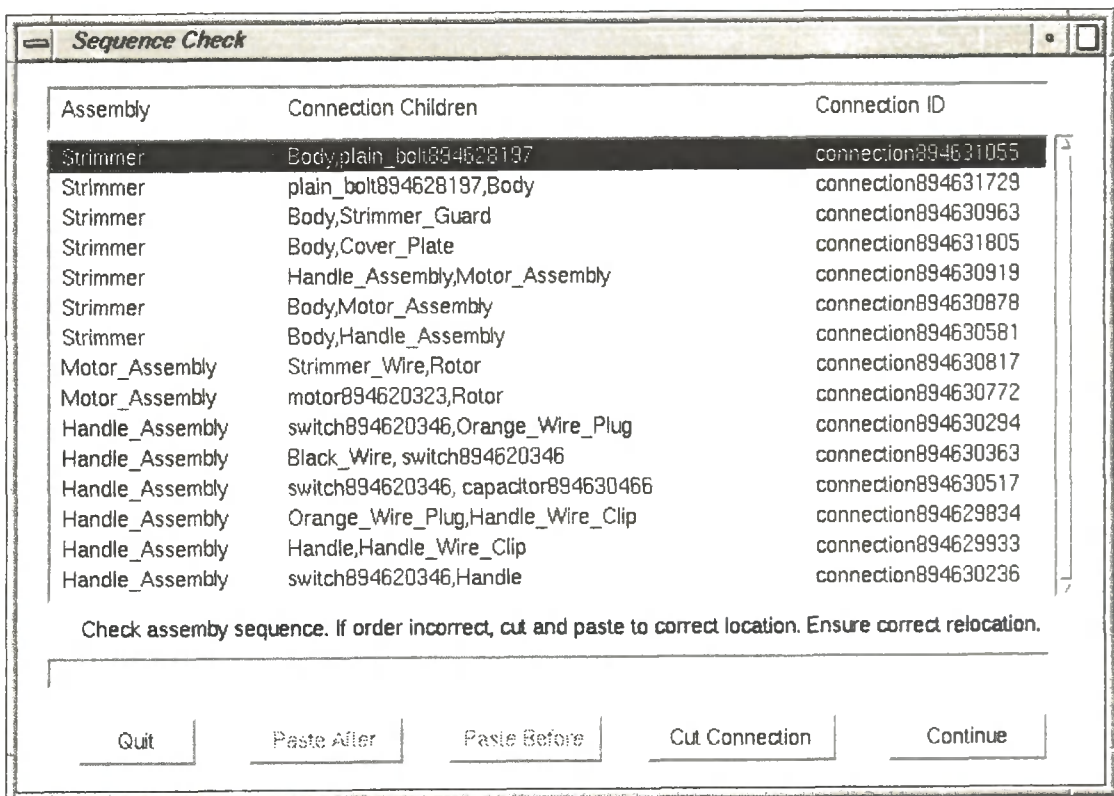 Sequence Check
Assembly Connection Children Connection ID
Strimmer Body,plain_bolt894628197 connection894631055
Strimmer plain_bolt894628197,Body connection894631729
Strimmer Body,Strimmer_Guard connection894630963
Strimmer Body,Cover_Plate connection894631805
Strimmer Handle_Assembly,Motor_Assembly connection894630919
Strimmer Body,Motor_Assembly connection894630878
Strimmer Body,Handle_Assembly connection894630581
Motor_Assembly Strimmer_Wire,Rotor connection894630817
Motor_Assembly motor894620323,Rotor connection894630772
Handle_Assembly switch894620346,Orange_Wire_Plug connection894630294
Handle_Assembly Black_Wire, switch894620346 connection894630363
Handle_Assembly switch894620346, capacitor894630466 connection894630517
Handle_Assembly Orange_Wire_Plug,Handle_Wire_Clip connection894629834
Handle_Assembly Handle,Handle_Wire_Clip connection894629933
Handle_Assembly switch894620346,Handle connection894630236
Check assemby sequence. If order incorrect, cut and paste to correct location. Ensure correct relocation.
Quit Paste After Paste Before Cut Connection Continue